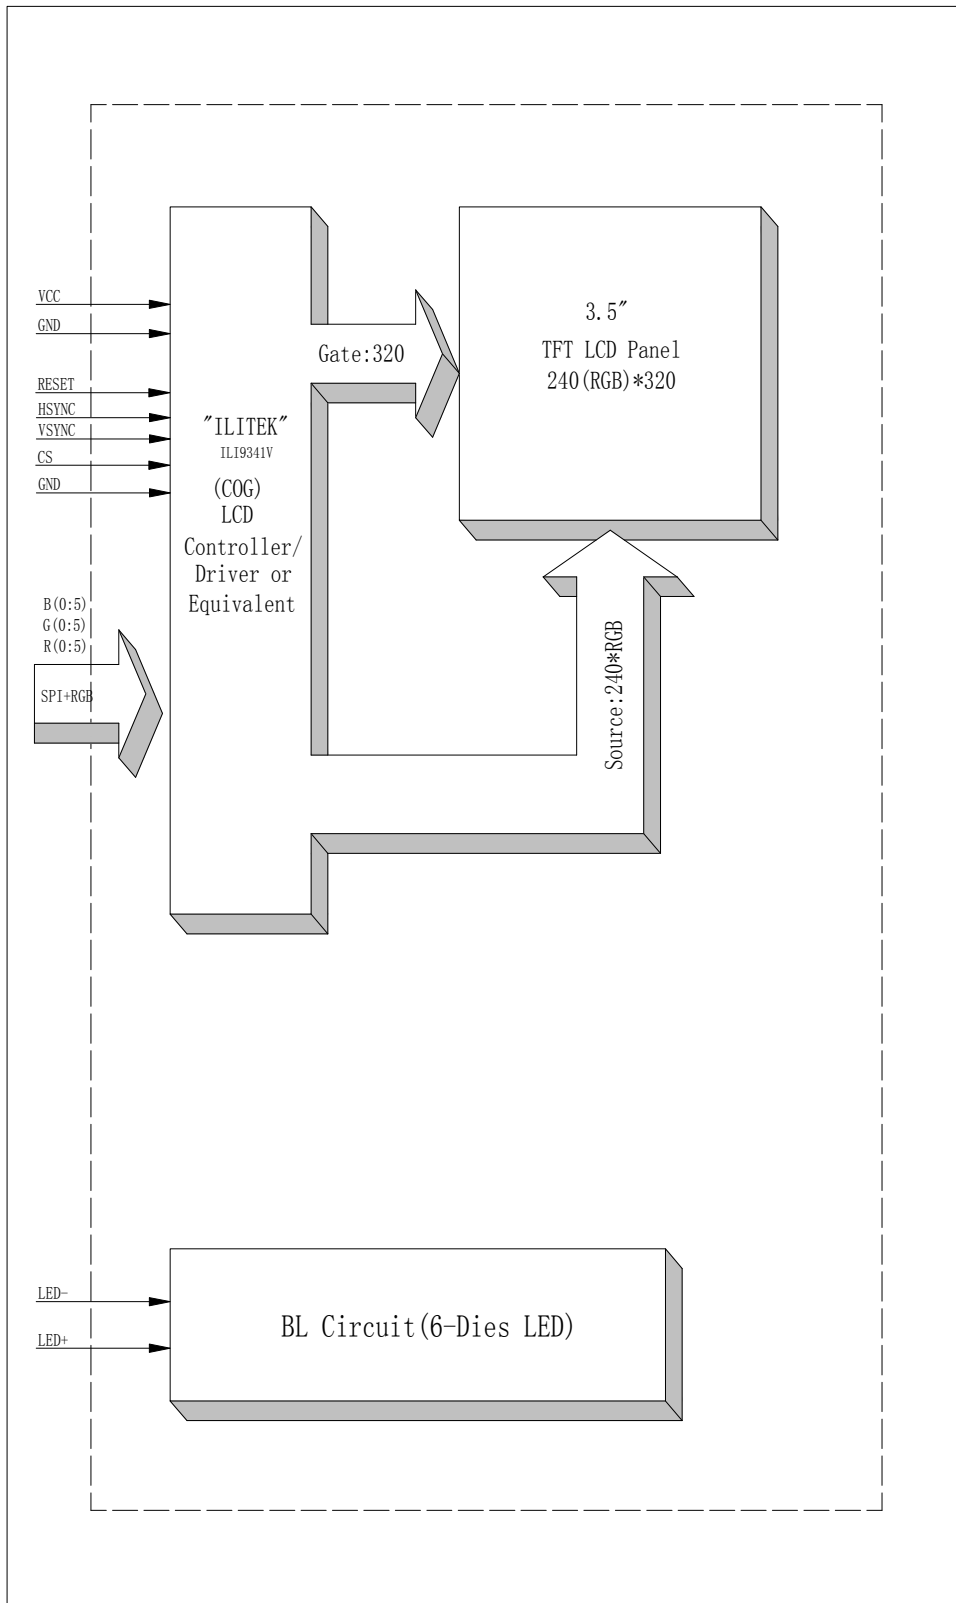 VCC
GND
RESET
HSYNC
VSYNC
CS
GND
B(0:5)
G(0:5)
R(0:5)
SPI+RGB
"ILITEK"
ILI9341V
(COG)
LCD
Controller/
Driver or
Equivalent
Gate:320
3.5"
TFT LCD Panel
240(RGB)*320
Source:240*RGB
LED-
LED+
BL Circuit(6-Dies LED)